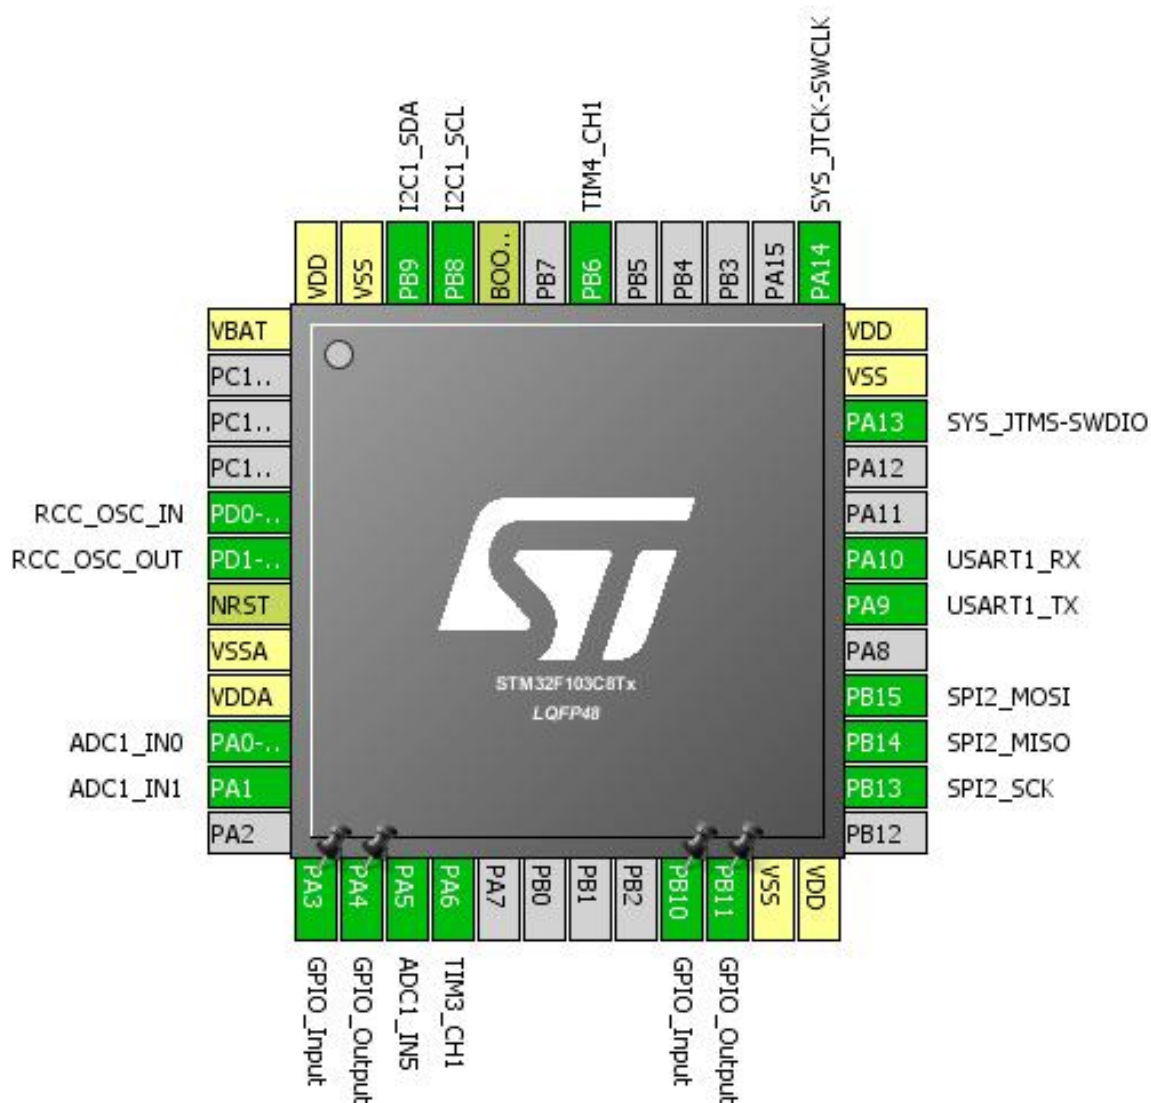 SYS_JTCK-SWCLK
I2C1_SDA
I2C1_SCL
TIM4_CH1
VDD
VSS
PB9
PB8
BOO..
PB7
PB6
PB5
PB4
PB3
PA15
PA14
VBAT
PC1..
PC1..
PC1..
RCC_OSC_IN PD0-..
RCC_OSC_OUT PD1-..
NRST
VSSA
VDDA
ADC1_IN0 PA0-..
ADC1_IN1 PA1
PA2
ST
STM32F103C8Tx
LQFP48
VDD
VSS
PA13 SYS_JTMS-SWDIO
PA12
PA11
PA10 USART1_RX
PA9 USART1_TX
PA8
PB15 SPI2_MOSI
PB14 SPI2_MISO
PB13 SPI2_SCK
PB12
PA3
PA4
PA5
PA6
PA7
PB0
PB1
PB2
PB10
PB11
VSS
VDD
GPIO_Input
GPIO_Output
ADC1_IN5
TIM3_CH1
GPIO_Input
GPIO_Output